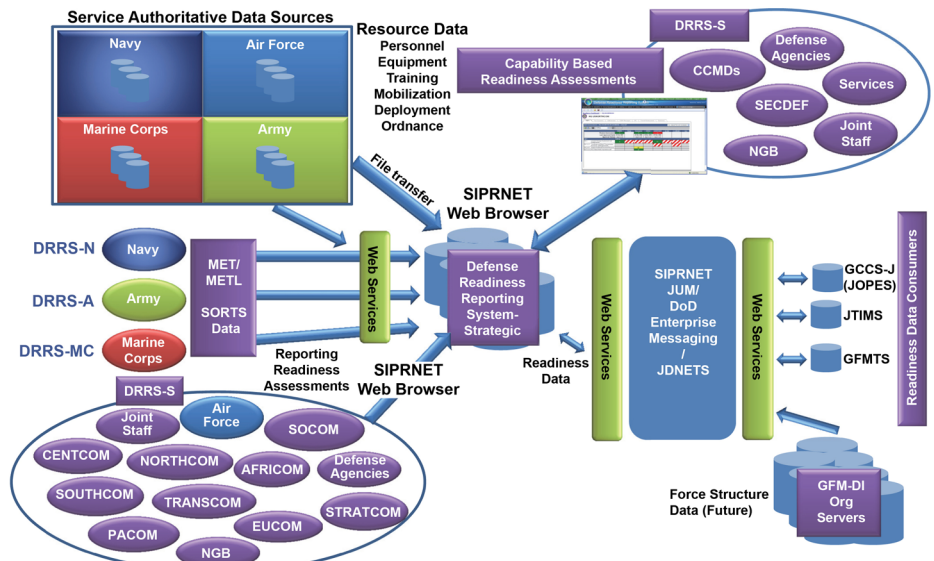 Service Authoritative Data Sources
Navy
Air Force
Marine Corps
Army
Resource Data
Personnel
Equipment
Training
Mobilization
Deployment
Ordnance
Capability Based
Readiness Assessments
DRRS-S
Defense
Agencies
CCMDs
Services
SECDEF
Joint
Staff
NGB
File transfer
SIPRNET
Web Browser
DRRS-N
Navy
DRRS-A
Army
DRRS-MC
Marine
Corps
MET/
METL
SORTS
Data
Web Services
Defense
Readiness
Reporting
System-
Strategic
Reporting
Readiness
Assessments
SIPRNET
Web Browser
Readiness
Data
Web Services
SIPRNET
JUM/
DoD
Enterprise
Messaging
/
JDNETS
Web Services
GCCS-J
(JOPES)
JTIMS
GFMTS
Readiness Data Consumers
DRRS-S
Joint
Staff
Air
Force
SOCOM
CENTCOM
NORTHCOM
AFRICOM
Defense
Agencies
SOUTHCOM
TRANSCOM
STRATCOM
PACOM
EUCOM
NGB
Force Structure
Data (Future)
GFM-DI
Org
Servers